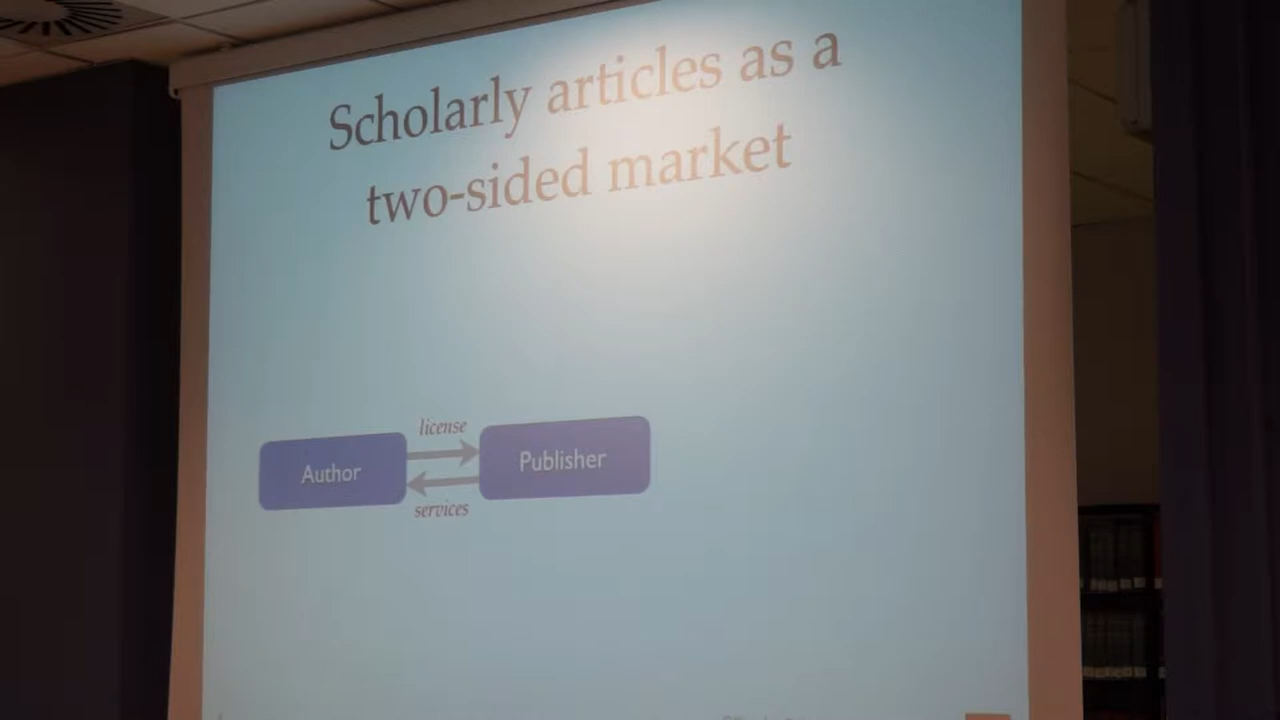 Scholarly articles as a
two-sided market
license
Author
Publisher
services